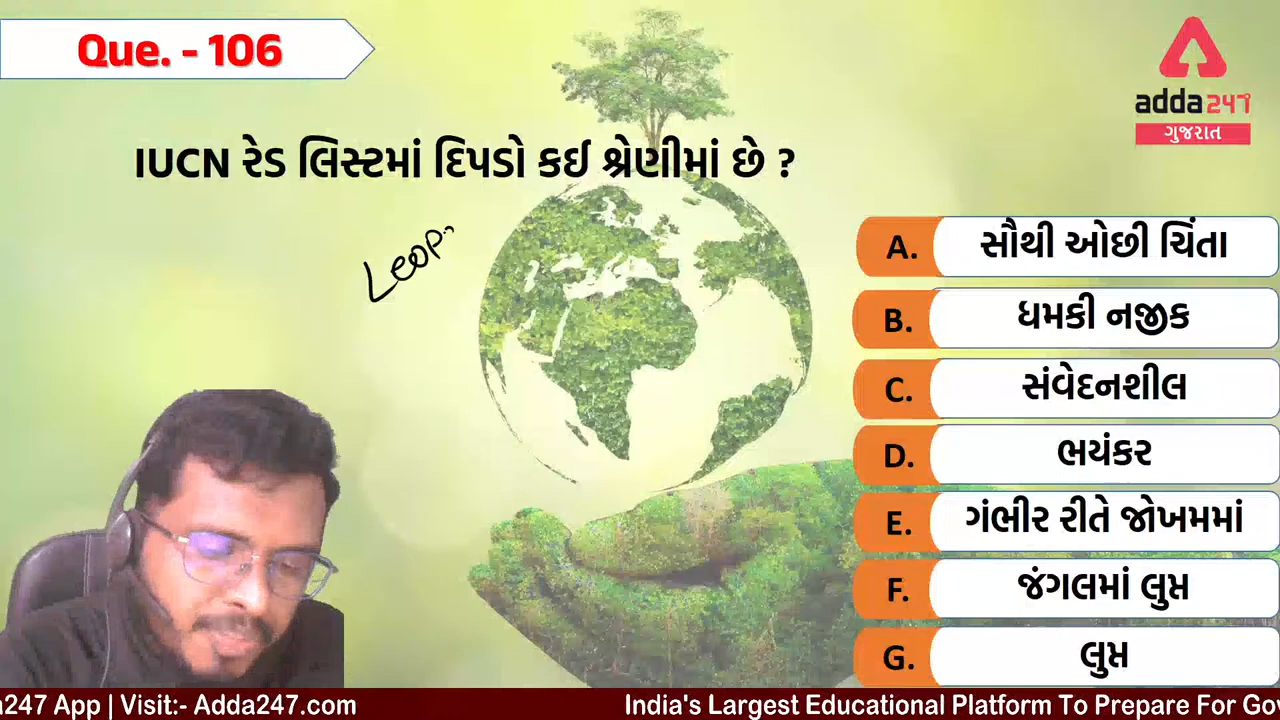 Que. - 106
adda247
ગુજરાત
IUCN રેડ લિસ્ટમાં દિપડો કઈ શ્રેણીમાં છે ?
Leop
A. સૌથી ઓછી ચિંતા
B. ધમકી નજીક
C. સંવેદનશીલ
D. ભયંકર
E. ગંભીર રીતે જોખમમાં
F. જંગલમાં લુપ્ત
G. લુપ્ત
a247 App | Visit:- Adda247.com India's Largest Educational Platform To Prepare For Gov